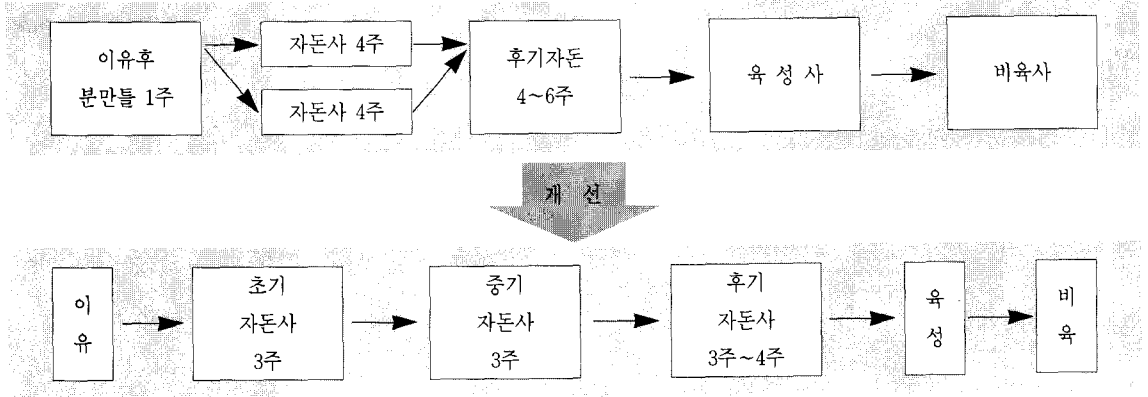 이유후
분만틀 1주
자돈사 4주
자돈사 4주
후기자돈
4~6주
육 성 사
비육사
개 선
이
유
초기
자돈사
3주
중기
자돈사
3주
후기
자돈사
3주~4주
육
성
비
육